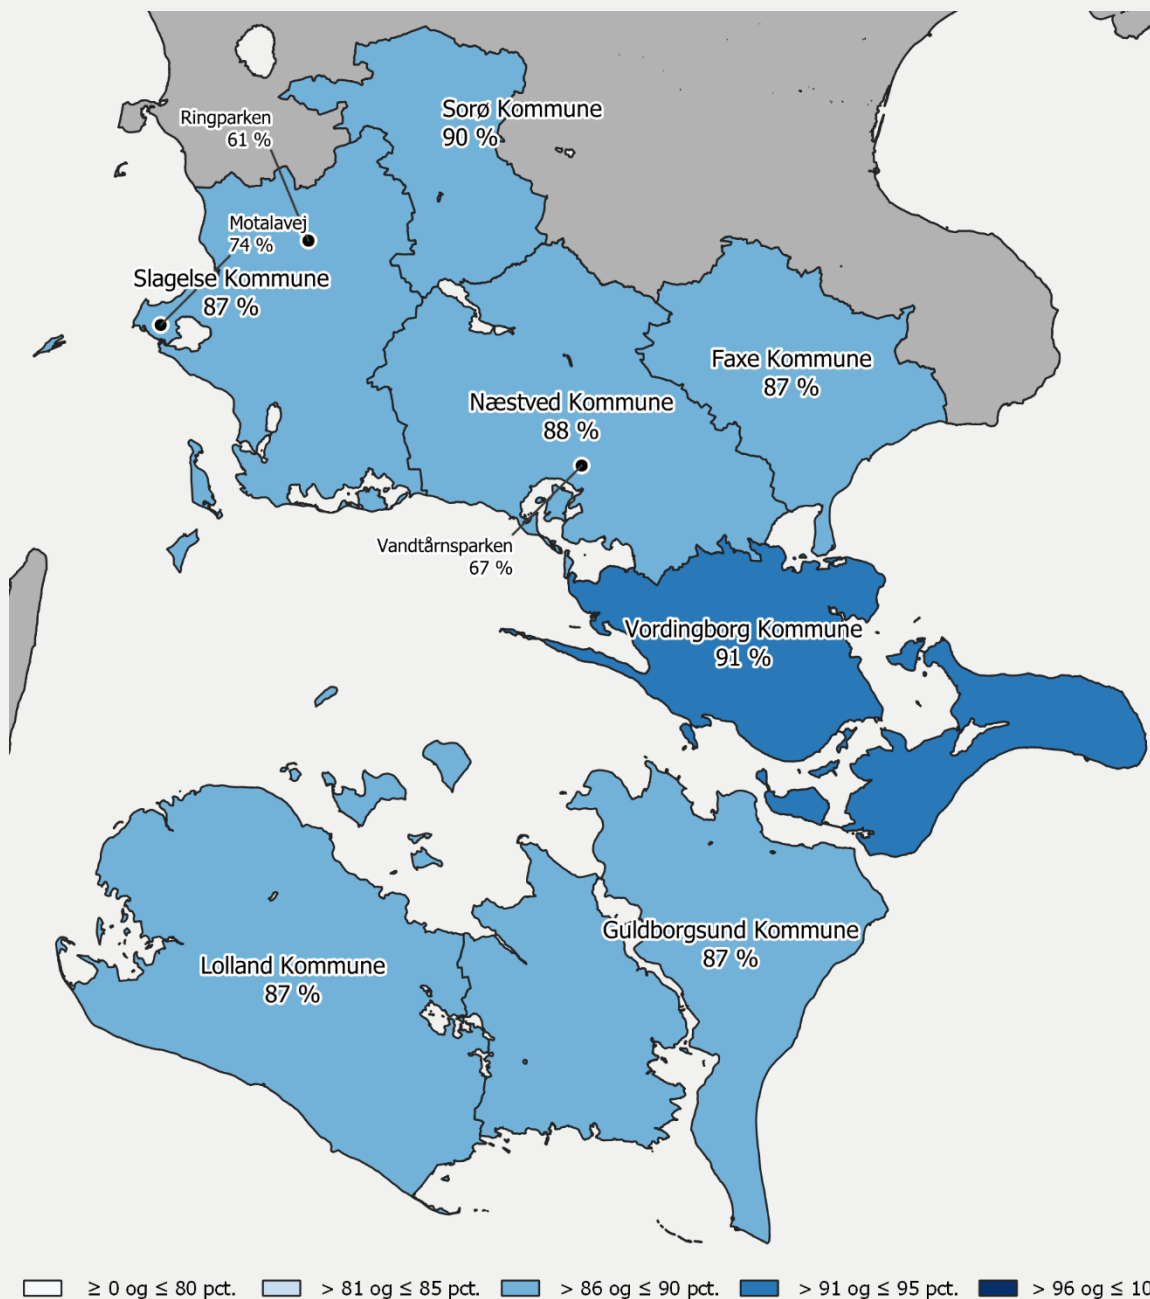 Sorø Kommune
90 %
Ringparken
61 %
Motalavej
74 %
Slagelse Kommune
87 %
Faxe Kommune
87 %
Næstved Kommune
88 %
Vandtårnsparken
67 %
Vordingborg Kommune
91 %
Guldborgsund Kommune
87 %
Lolland Kommune
87 %
≥ 0 og ≤ 80 pct. > 81 og ≤ 85 pct. > 86 og ≤ 90 pct. > 91 og ≤ 95 pct. > 96 og ≤ 10